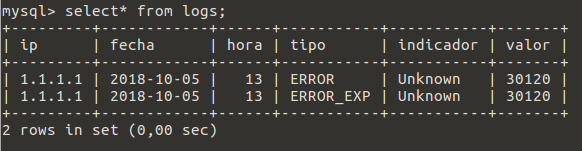 mysql> select* from logs;
+---------+------------+------+-----------+------------+-------+
| ip      | fecha      | hora | tipo      | indicador | valor |
+---------+------------+------+-----------+-----------+-------+
| 1.1.1.1 | 2018-10-05 |   13 | ERROR     | Unknown   | 30120 |
| 1.1.1.1 | 2018-10-05 |   13 | ERROR_EXP | Unknown   | 30120 |
+---------+------------+------+-----------+-----------+-------+
2 rows in set (0,00 sec)